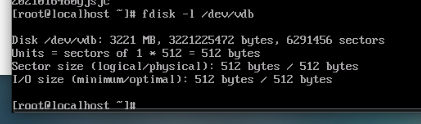 [root@localhost ~]# fdisk -l /dev/vdb
Disk /dev/vdb: 3221 MB, 3221225472 bytes, 6291456 sectors
Units = sectors of 1 * 512 = 512 bytes
Sector size (logical/physical): 512 bytes / 512 bytes
I/O size (minimum/optimal): 512 bytes / 512 bytes
[root@localhost ~]#